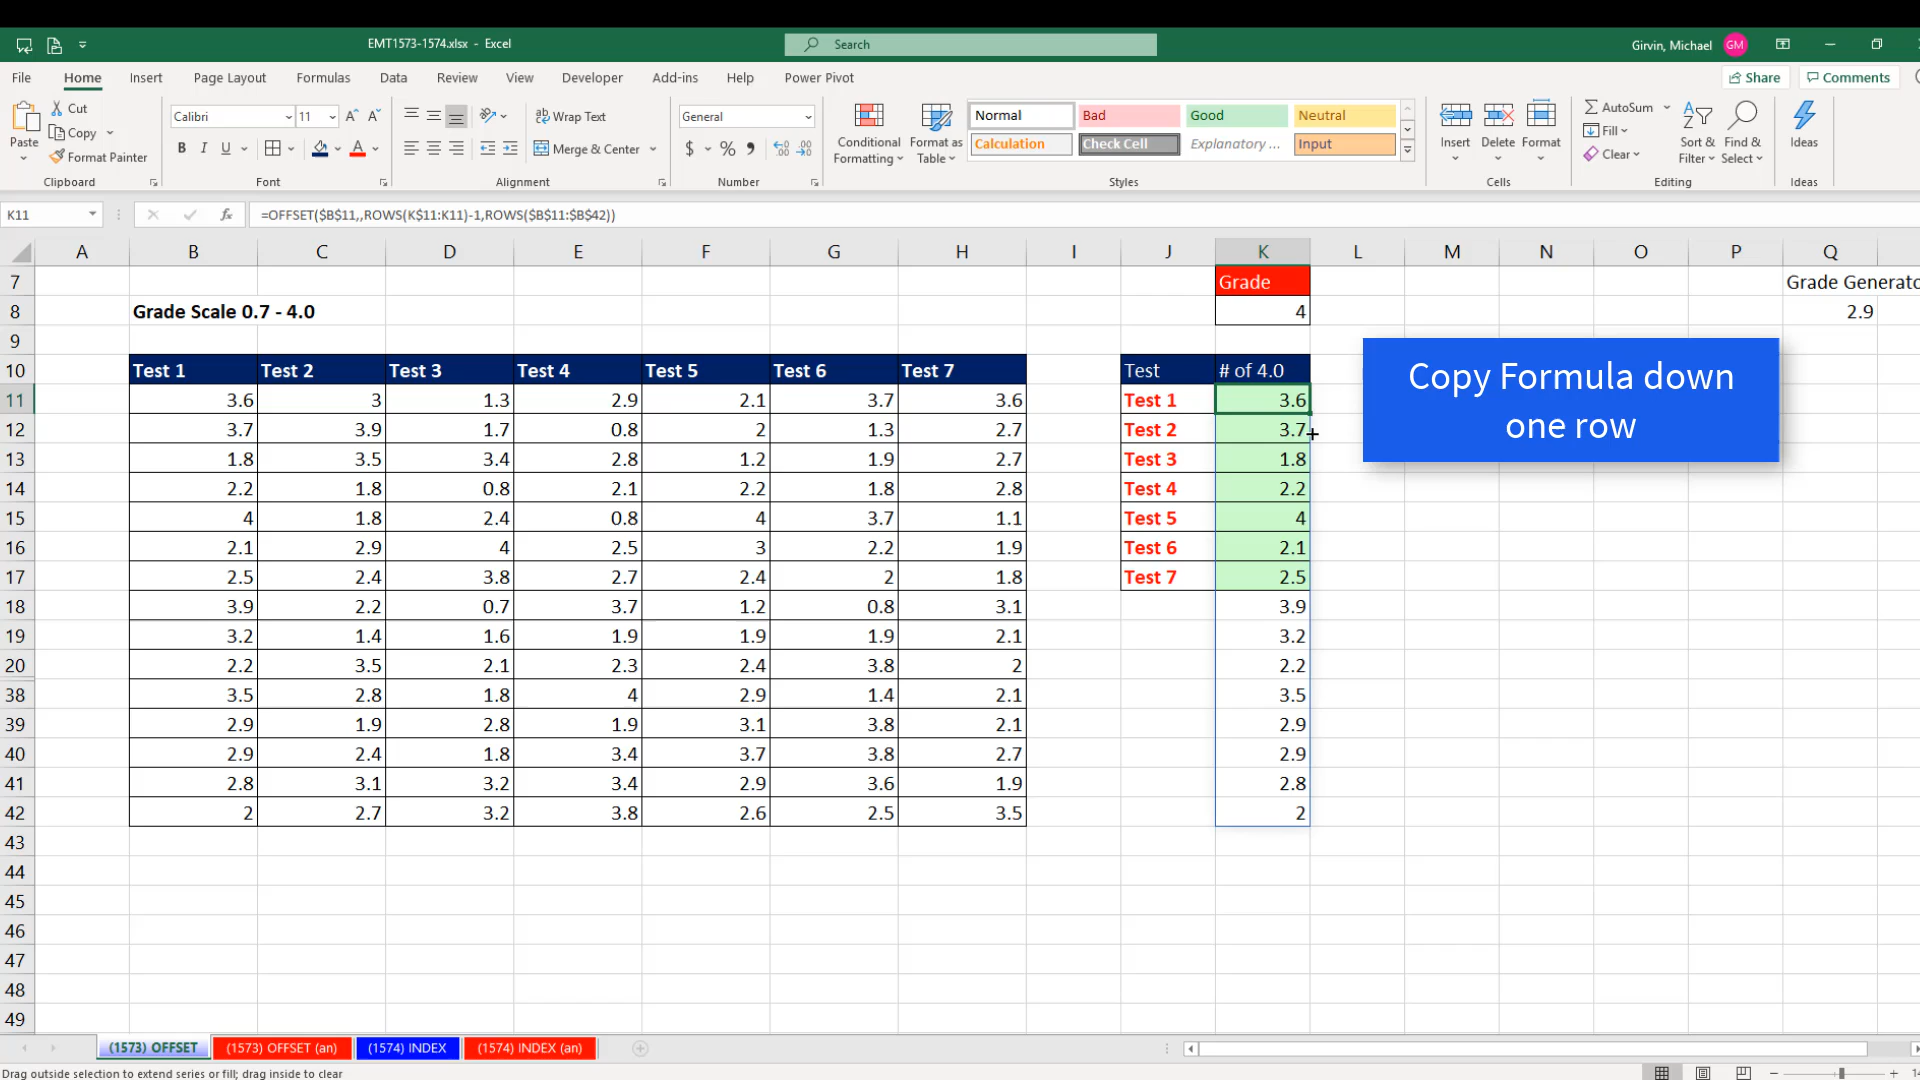 EMT1573-1574.xlsx - Excel
Search
Girvin, Michael GM
File Home Insert Page Layout Formulas Data Review View Developer Add-ins Help Power Pivot Share Comments
Paste Cut Copy Format Painter Clipboard
Calibri 11 B I U A Font
Wrap Text Merge & Center Alignment
General $ % Number
Conditional Formatting Format as Table
Normal Bad Good Neutral
Calculation Check Cell Explanatory ... Input
Styles
Insert Delete Format Cells
AutoSum Fill Clear Sort & Filter Find & Select Editing
Ideas Ideas
K11 fx =OFFSET($B$11,,ROWS(K$11:K11)-1,ROWS($B$11:$B$42))
A B C D E F G H I J K L M N O P Q
7 Grade Grade Generato
8 Grade Scale 0.7 - 4.0 4 2.9
9
10 Test 1 Test 2 Test 3 Test 4 Test 5 Test 6 Test 7 Test # of 4.0
11 3.6 3 1.3 2.9 2.1 3.7 3.6 Test 1 3.6
12 3.7 3.9 1.7 0.8 2 1.3 2.7 Test 2 3.7
13 1.8 3.5 3.4 2.8 1.2 1.9 2.7 Test 3 1.8
14 2.2 1.8 0.8 2.1 2.2 1.8 2.8 Test 4 2.2
15 4 1.8 2.4 0.8 4 3.7 1.1 Test 5 4
16 2.1 2.9 4 2.5 3 2.2 1.9 Test 6 2.1
17 2.5 2.4 3.8 2.7 2.4 2 1.8 Test 7 2.5
18 3.9 2.2 0.7 3.7 1.2 0.8 3.1 3.9
19 3.2 1.4 1.6 1.9 1.9 1.9 2.1 3.2
20 2.2 3.5 2.1 2.3 2.4 3.8 2 2.2
38 3.5 2.8 1.8 4 2.9 1.4 2.1 3.5
39 2.9 1.9 2.8 1.9 3.1 3.8 2.1 2.9
40 2.9 2.4 1.8 3.4 3.7 3.8 2.7 2.9
41 2.8 3.1 3.2 3.4 2.9 3.6 1.9 2.8
42 2 2.7 3.2 3.8 2.6 2.5 3.5 2
43
44
45
46
47
48
49
Copy Formula down
one row
(1573) OFFSET (1573) OFFSET (an) (1574) INDEX (1574) INDEX (an)
Drag outside selection to extend series or fill; drag inside to clear